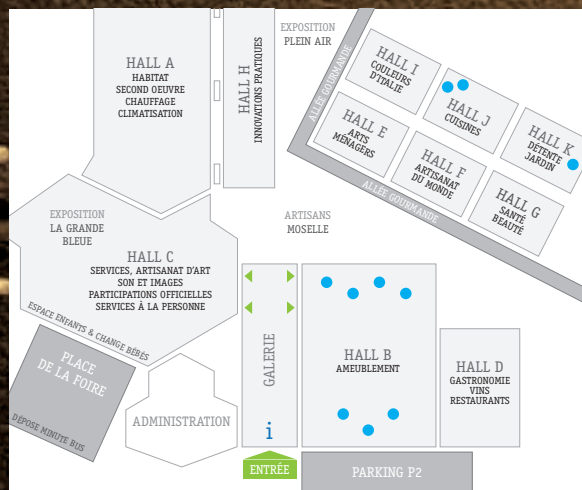 HALL A
HABITAT
SECOND OEUVRE
CHAUFFAGE
CLIMATISATION
HALL H
INNOVATIONS PRATIQUES
EXPOSITION
PLEIN AIR
ALLÉE GOURMANDE
HALL I
COULEURS
D'ITALIE
HALL J
CUISINES
HALL K
DÉTENTE
JARDIN
HALL E
ARTS
MÉNAGERS
HALL F
ARTISANAT
DU MONDE
HALL G
SANTÉ
BEAUTÉ
ALLÉE GOURMANDE
EXPOSITION
LA GRANDE
BLEUE
ARTISANS
MOSELLE
HALL C
SERVICES, ARTISANAT D'ART
SON ET IMAGES
PARTICIPATIONS OFFICIELLES
SERVICES À LA PERSONNE
ESPACE ENFANTS & CHANGE BÉBÉS
PLACE
DE LA FOIRE
DÉPOSE MINUTE BUS
ADMINISTRATION
GALERIE
i
ENTRÉE
HALL B
AMEUBLEMENT
HALL D
GASTRONOMIE
VINS
RESTAURANTS
PARKING P2